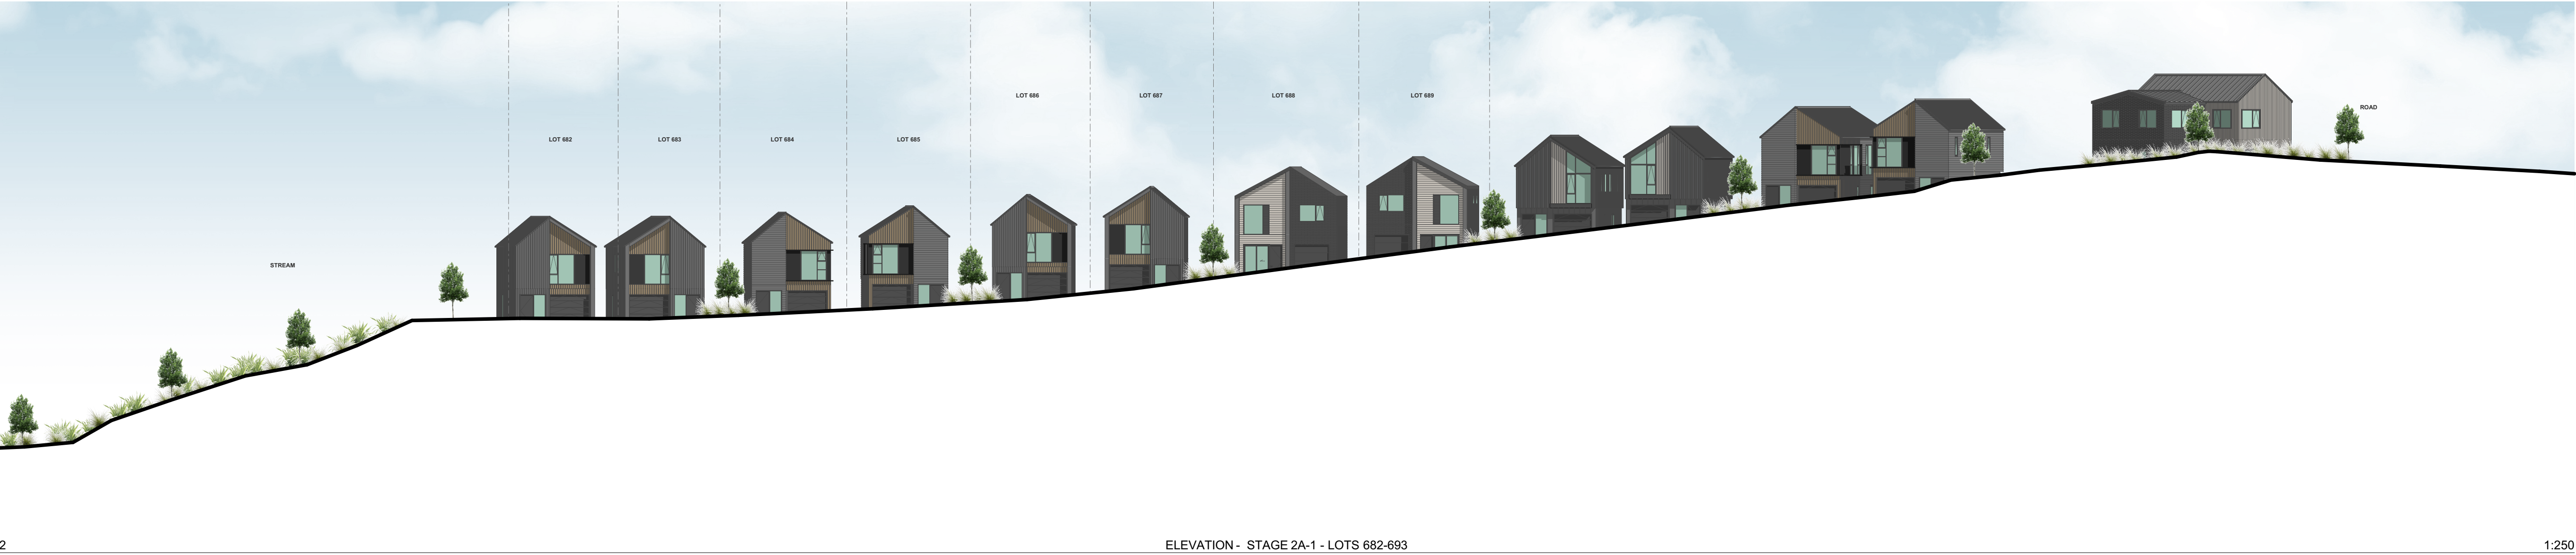 LOT 686
LOT 687
LOT 688
LOT 689
ROAD
LOT 682
LOT 683
LOT 684
LOT 685
STREAM
2
ELEVATION - STAGE 2A-1 - LOTS 682-693
1:250